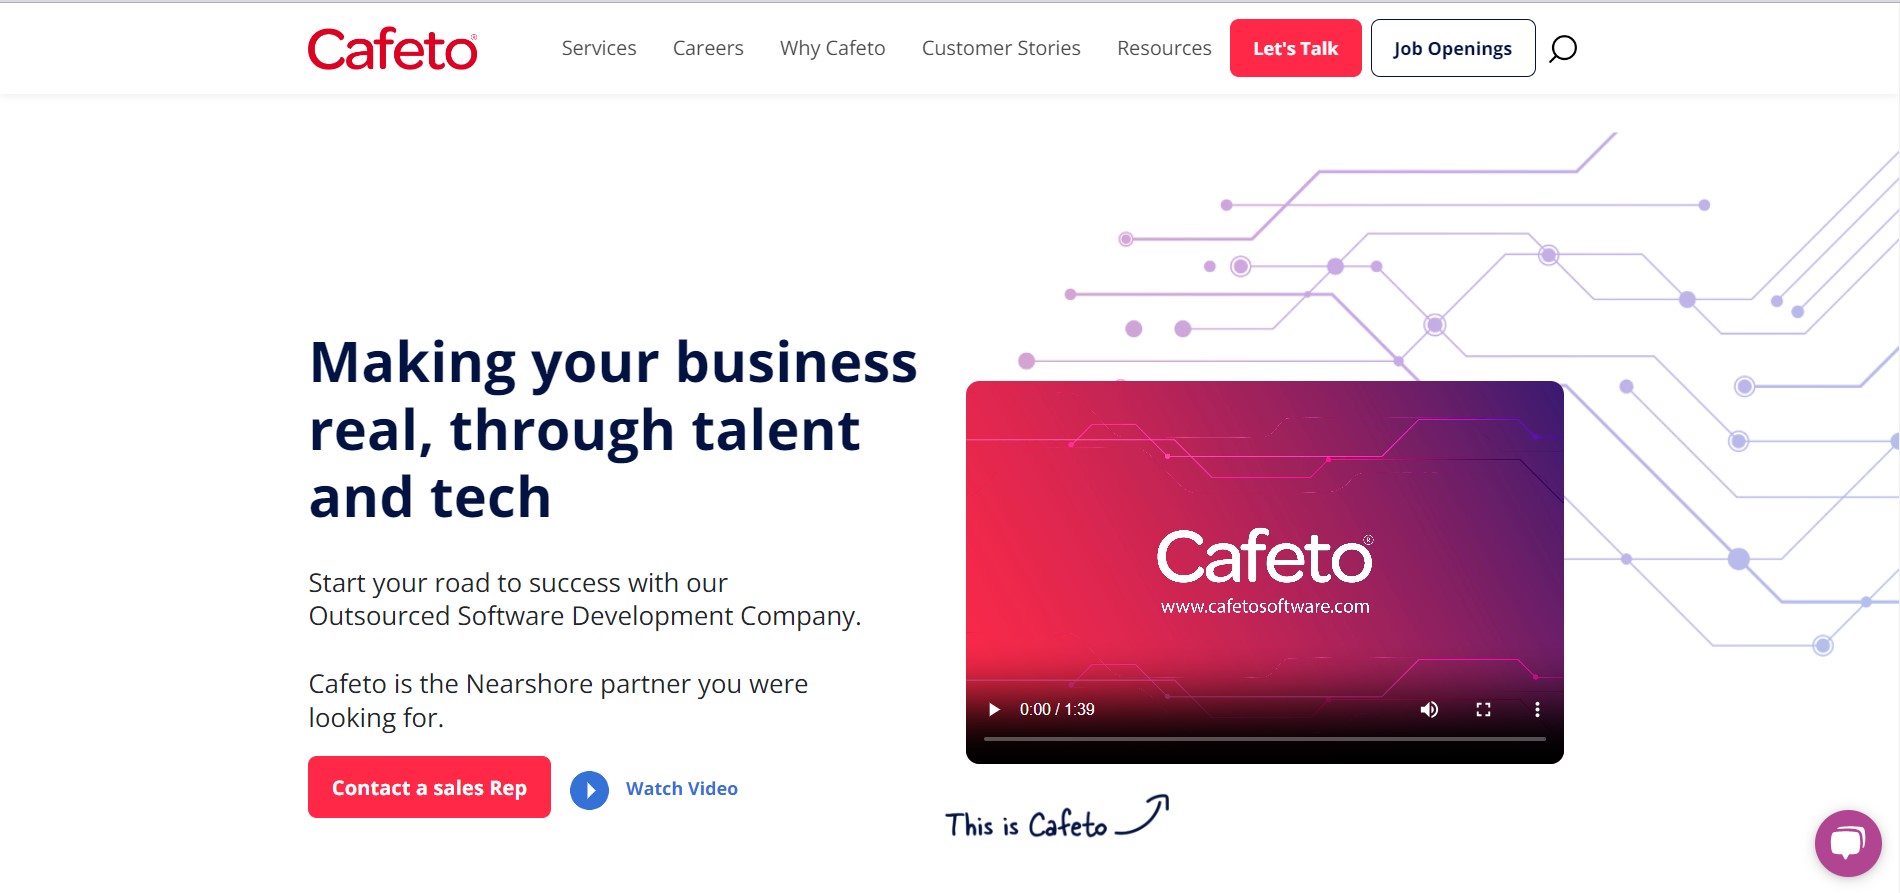 Cafeto®
Services
Careers
Why Cafeto
Customer Stories
Resources
Let's Talk
Job Openings
Making your business
real, through talent
and tech
Start your road to success with our
Outsourced Software Development Company.
Cafeto is the Nearshore partner you were
looking for.
Contact a sales Rep
Watch Video
Cafeto®
www.cafetosoftware.com
0:00 / 1:39
This is Cafeto